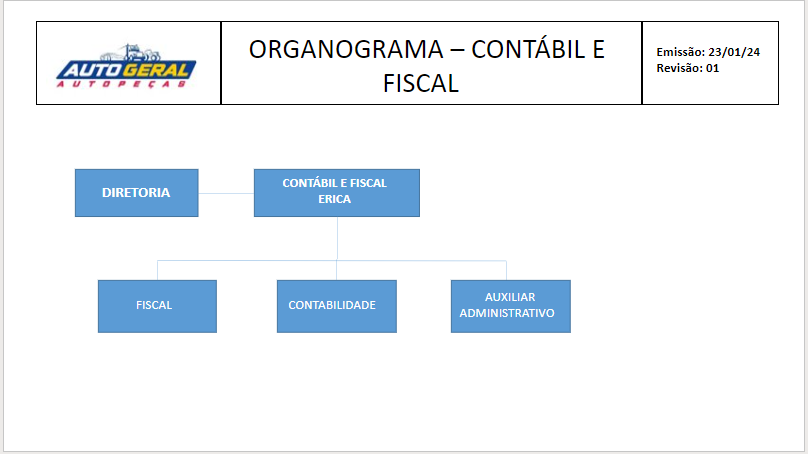 AUTO GERAL
AUTOPEÇAS
ORGANOGRAMA – CONTÁBIL E
FISCAL
Emissão: 23/01/24
Revisão: 01
DIRETORIA
CONTÁBIL E FISCAL
ERICA
FISCAL
CONTABILIDADE
AUXILIAR
ADMINISTRATIVO